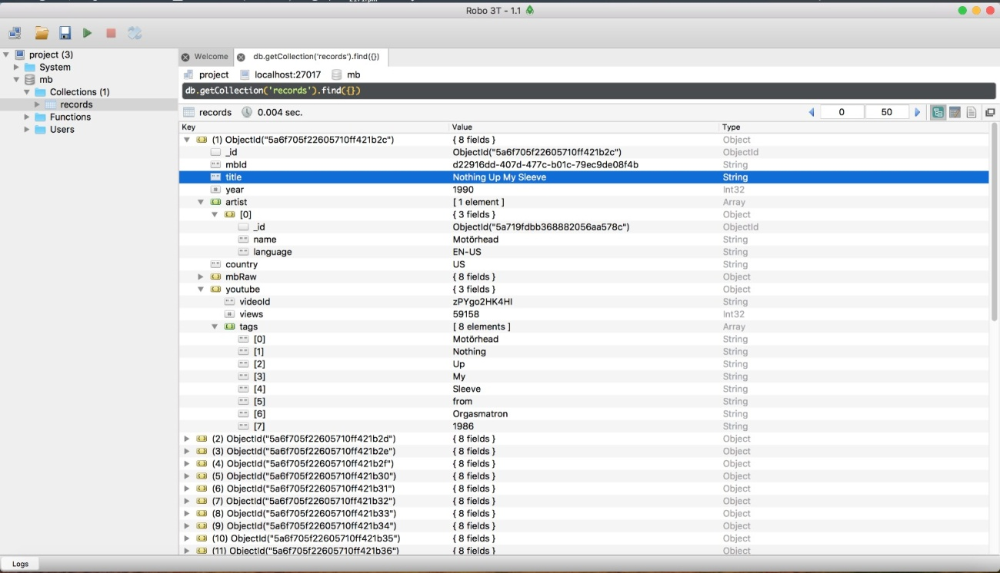 Robo 3T - 1.1
project (3)
System
mb
Collections (1)
records
Functions
Users
Welcome
db.getCollection('records').find({})
project localhost:27017 mb
db.getCollection('records').find({})
records 0.004 sec. 0 50
Key Value Type
(1) ObjectId("5a6f705f22605710ff421b2c") { 8 fields } Object
_id ObjectId("5a6f705f22605710ff421b2c") ObjectId
mbId d22916dd-407d-477c-b01c-79ec9de08f4b String
title Nothing Up My Sleeve String
year 1990 Int32
artist [ 1 element ] Array
[0] { 3 fields } Object
_id ObjectId("5a719fdbb368882056aa578c") ObjectId
name Motörhead String
language EN-US String
country US String
mbRaw { 8 fields } Object
youtube { 3 fields } Object
videoId zPYgo2HK4HI String
views 59158 Int32
tags [ 8 elements ] Array
[0] Motörhead String
[1] Nothing String
[2] Up String
[3] My String
[4] Sleeve String
[5] from String
[6] Orgasmatron String
[7] 1986 String
(2) ObjectId("5a6f705f22605710ff421b2d") { 8 fields } Object
(3) ObjectId("5a6f705f22605710ff421b2e") { 8 fields } Object
(4) ObjectId("5a6f705f22605710ff421b2f") { 8 fields } Object
(5) ObjectId("5a6f705f22605710ff421b30") { 8 fields } Object
(6) ObjectId("5a6f705f22605710ff421b31") { 8 fields } Object
(7) ObjectId("5a6f705f22605710ff421b32") { 8 fields } Object
(8) ObjectId("5a6f705f22605710ff421b33") { 8 fields } Object
(9) ObjectId("5a6f705f22605710ff421b34") { 8 fields } Object
(10) ObjectId("5a6f705f22605710ff421b35") { 8 fields } Object
(11) ObjectId("5a6f705f22605710ff421b36") { 8 fields } Object
Logs